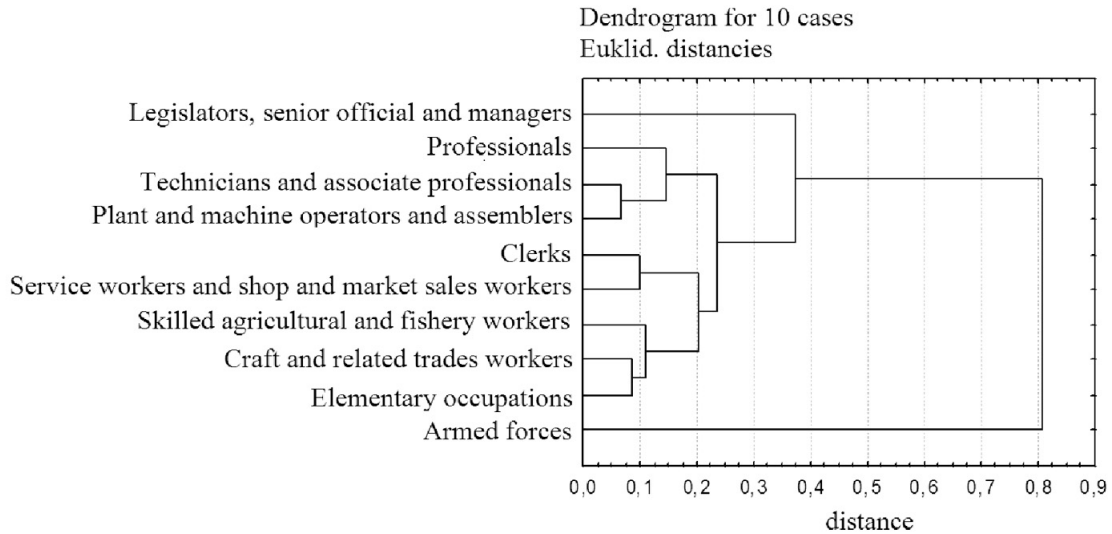 Dendrogram for 10 cases
Euklid. distancies
Legislators, senior official and managers
Professionals
Technicians and associate professionals
Plant and machine operators and assemblers
Clerks
Service workers and shop and market sales workers
Skilled agricultural and fishery workers
Craft and related trades workers
Elementary occupations
Armed forces
0,0 0,1 0,2 0,3 0,4 0,5 0,6 0,7 0,8 0,9
distance